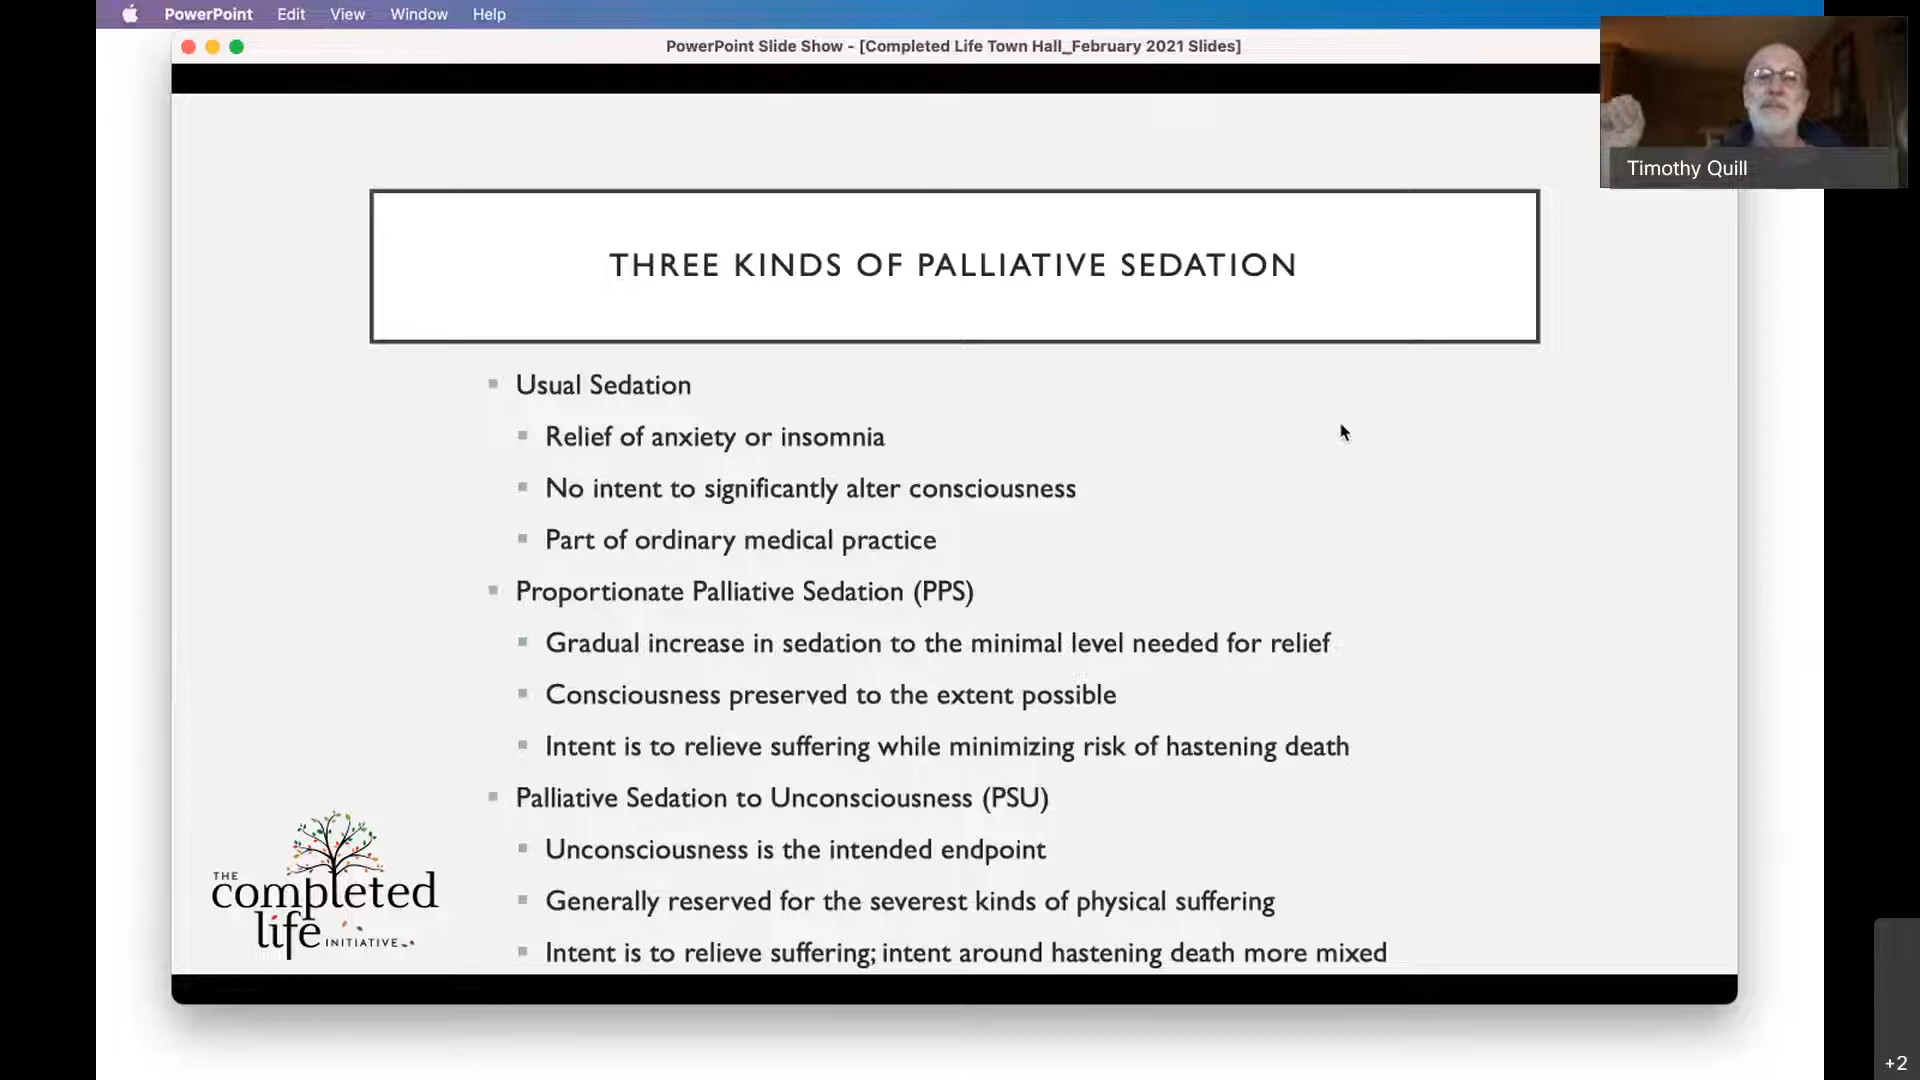 PowerPoint Edit View Window Help
PowerPoint Slide Show - [Completed Life Town Hall_February 2021 Slides]
Timothy Quill
THREE KINDS OF PALLIATIVE SEDATION
Usual Sedation
Relief of anxiety or insomnia
No intent to significantly alter consciousness
Part of ordinary medical practice
Proportionate Palliative Sedation (PPS)
Gradual increase in sedation to the minimal level needed for relief
Consciousness preserved to the extent possible
Intent is to relieve suffering while minimizing risk of hastening death
Palliative Sedation to Unconsciousness (PSU)
Unconsciousness is the intended endpoint
Generally reserved for the severest kinds of physical suffering
Intent is to relieve suffering; intent around hastening death more mixed
THE
completed
life INITIATIVE
+2